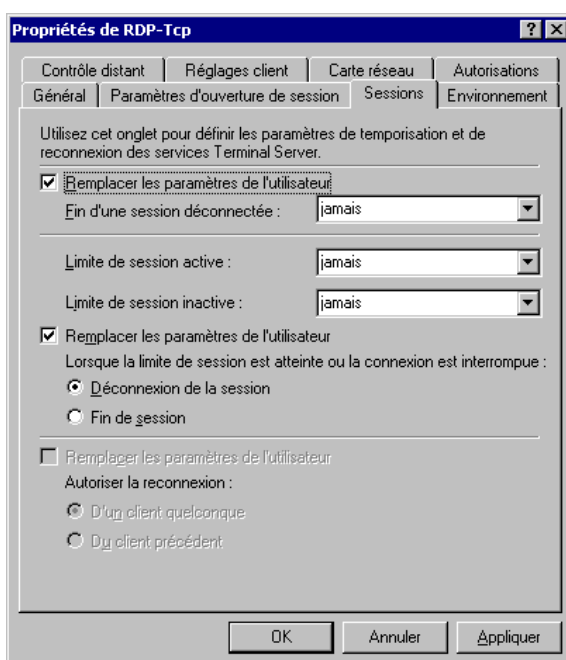 Propriétés de RDP-Tcp
Contrôle distant Réglages client Carte réseau Autorisations
Général Paramètres d'ouverture de session Sessions Environnement
Utilisez cet onglet pour définir les paramètres de temporisation et de
reconnexion des services Terminal Server.
Remplacer les paramètres de l'utilisateur
Fin d'une session déconnectée : jamais
Limite de session active : jamais
Limite de session inactive : jamais
Remplacer les paramètres de l'utilisateur
Lorsque la limite de session est atteinte ou la connexion est interrompue :
Déconnexion de la session
Fin de session
Remplacer les paramètres de l'utilisateur
Autoriser la reconnexion :
D'un client quelconque
Du client précédent
OK Annuler Appliquer